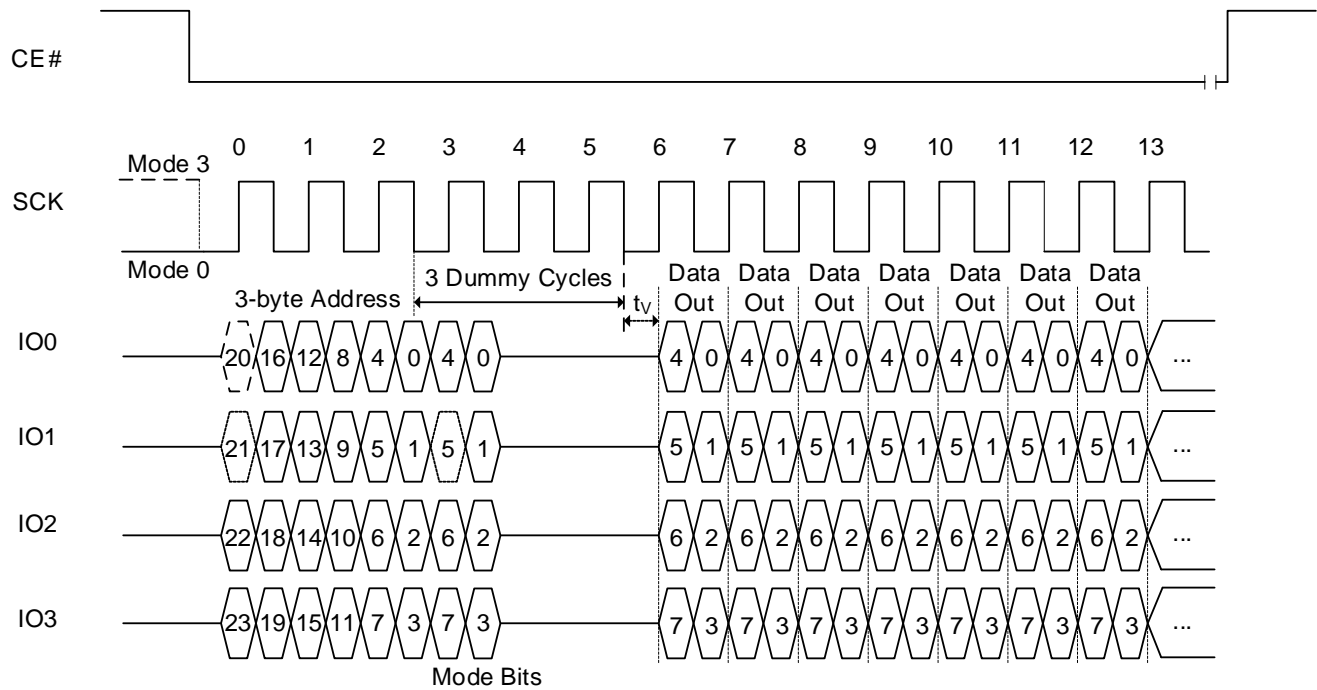 CE#
0 1 2 3 4 5 6 7 8 9 10 11 12 13
Mode 3
SCK
Mode 0
3-byte Address
3 Dummy Cycles
tV
Data Out Data Out Data Out Data Out Data Out Data Out Data Out
IO0
20 16 12 8 4 0 4 0 4 0 4 0 4 0 4 0 4 0 4 0 4 0 ...
IO1
21 17 13 9 5 1 5 1 5 1 5 1 5 1 5 1 5 1 5 1 5 1 ...
IO2
22 18 14 10 6 2 6 2 6 2 6 2 6 2 6 2 6 2 6 2 6 2 ...
IO3
23 19 15 11 7 3 7 3 7 3 7 3 7 3 7 3 7 3 7 3 7 3 ...
Mode Bits